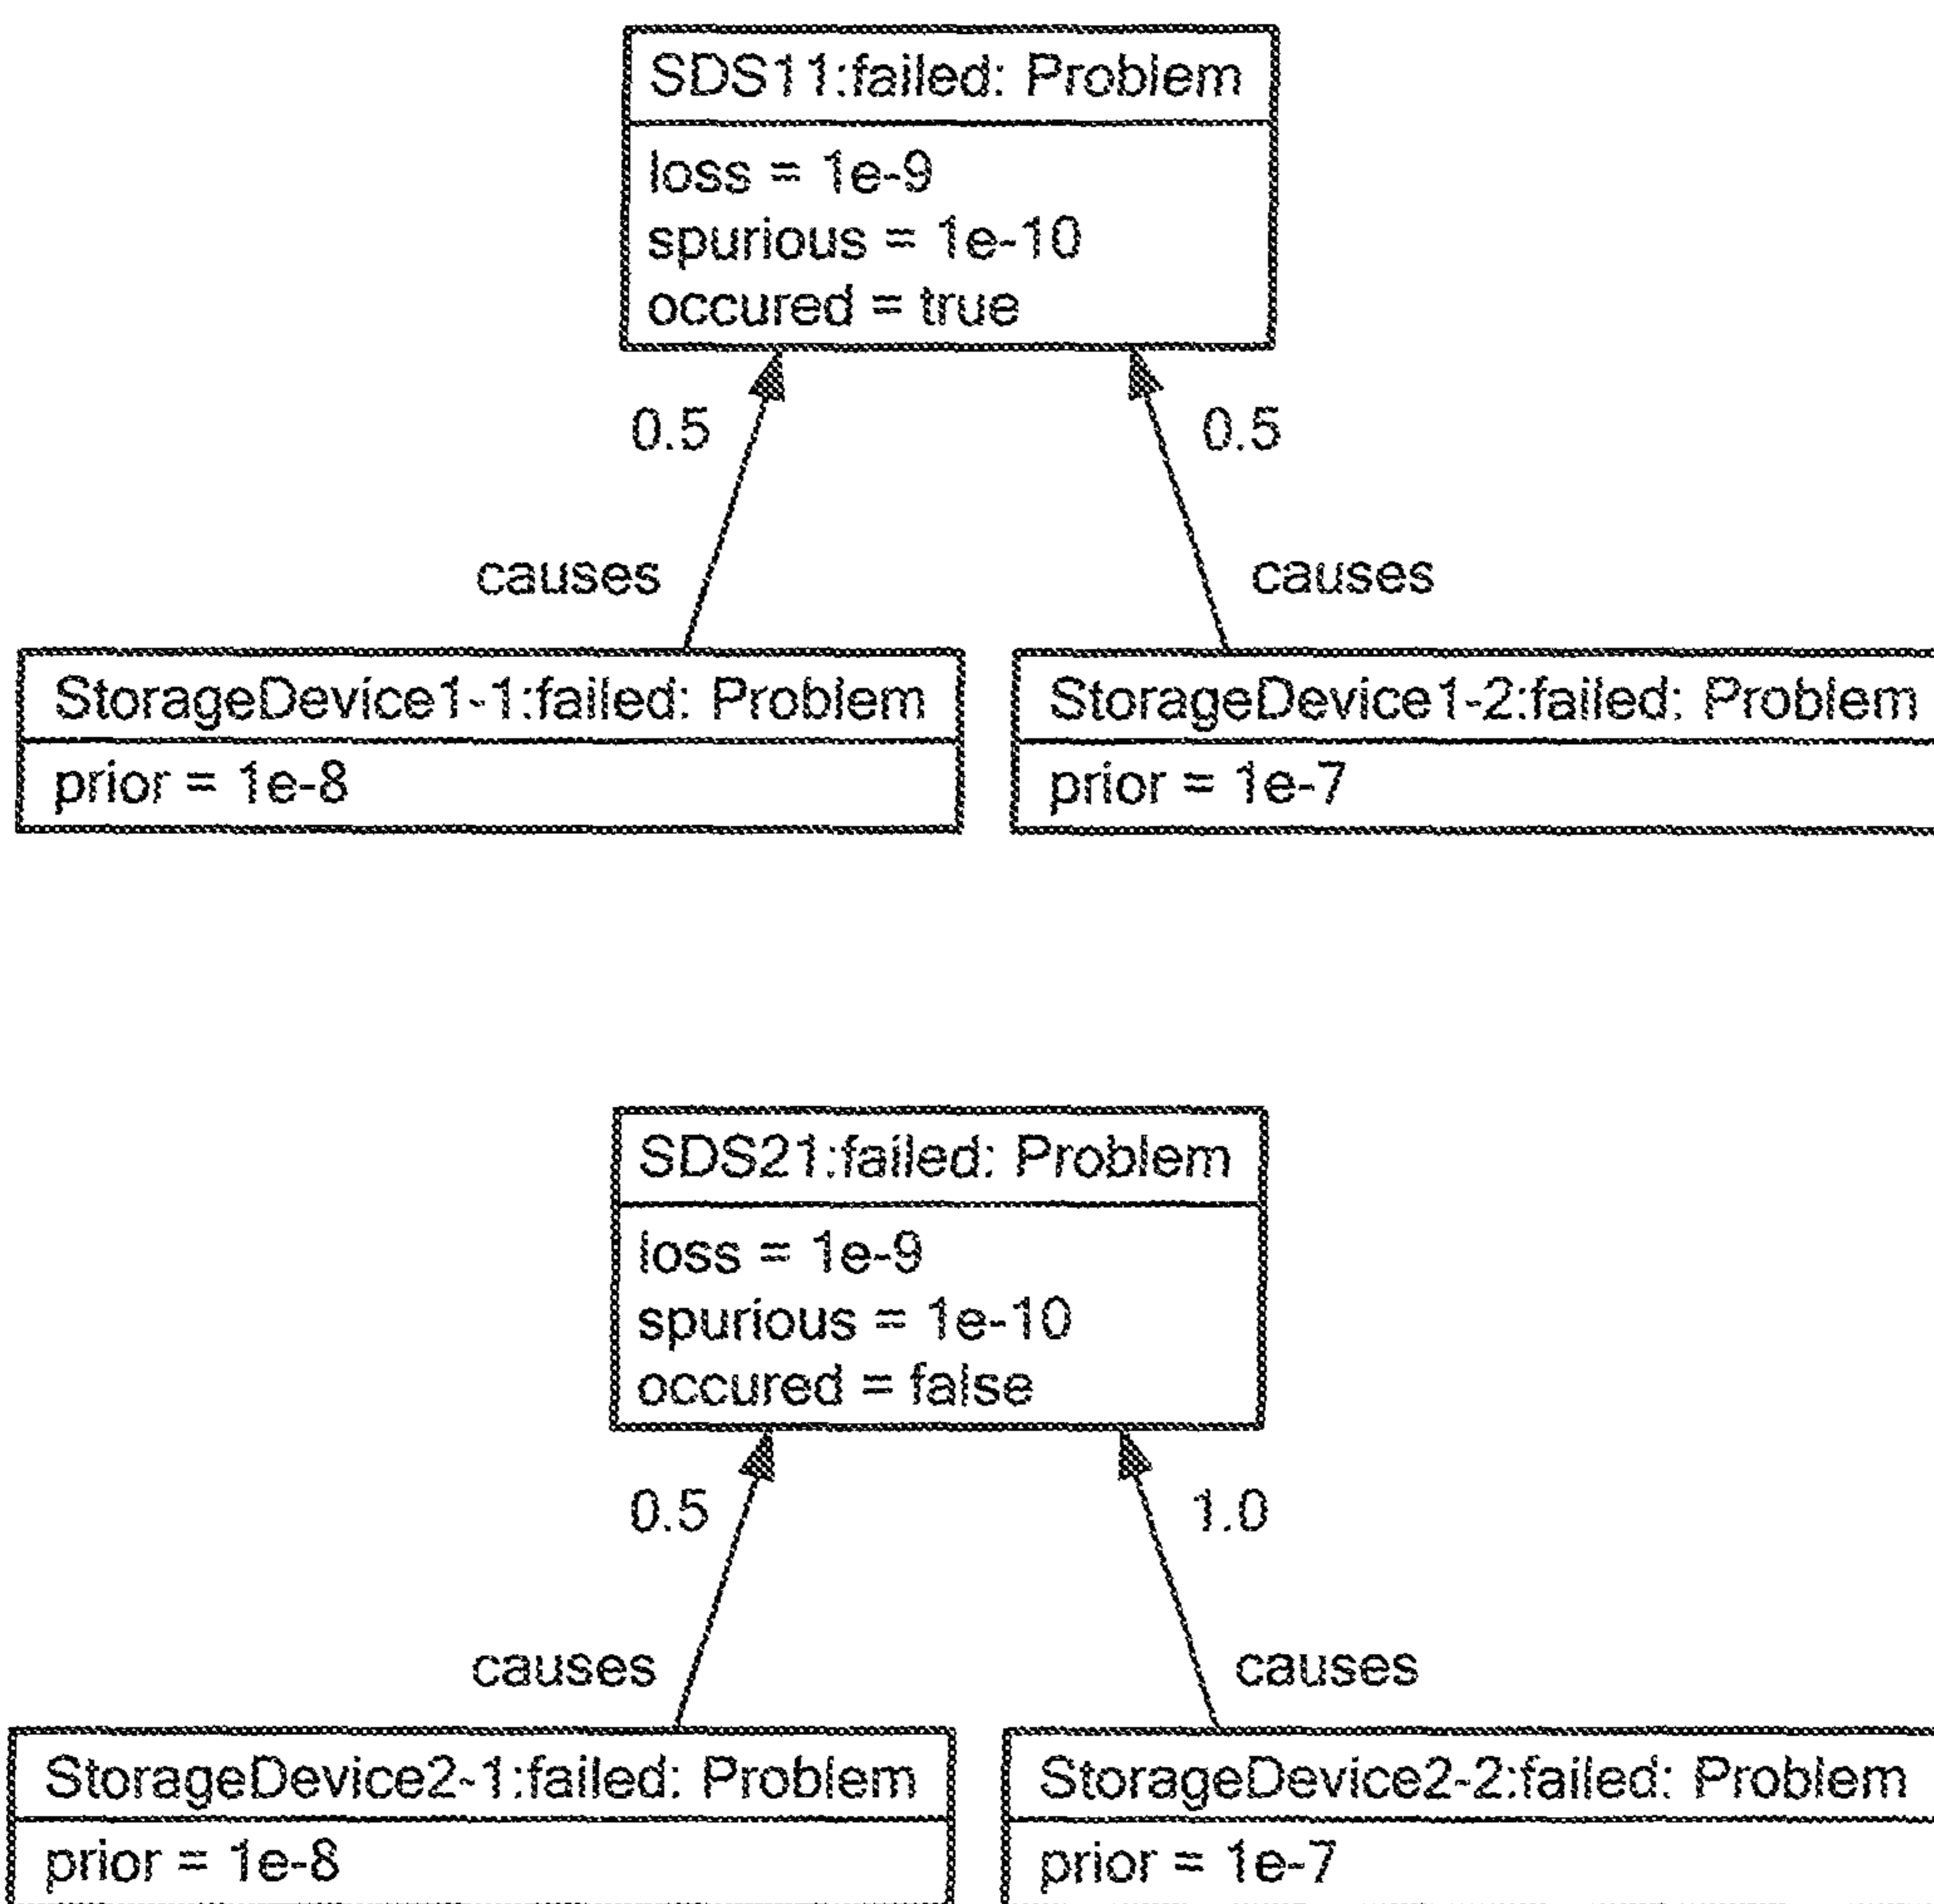 SDS11:failed: Problem
loss = 1e-9
spurious = 1e-10
occured = true
0.5
0.5
causes
causes
StorageDevice1-1:failed: Problem
StorageDevice1-2:failed: Problem
prior = 1e-8
prior = 1e-7
SDS21:failed: Problem
loss = 1e-9
spurious = 1e-10
occured = false
0.5
1.0
causes
causes
StorageDevice2-1:failed: Problem
StorageDevice2-2:failed: Problem
prior = 1e-8
prior = 1e-7